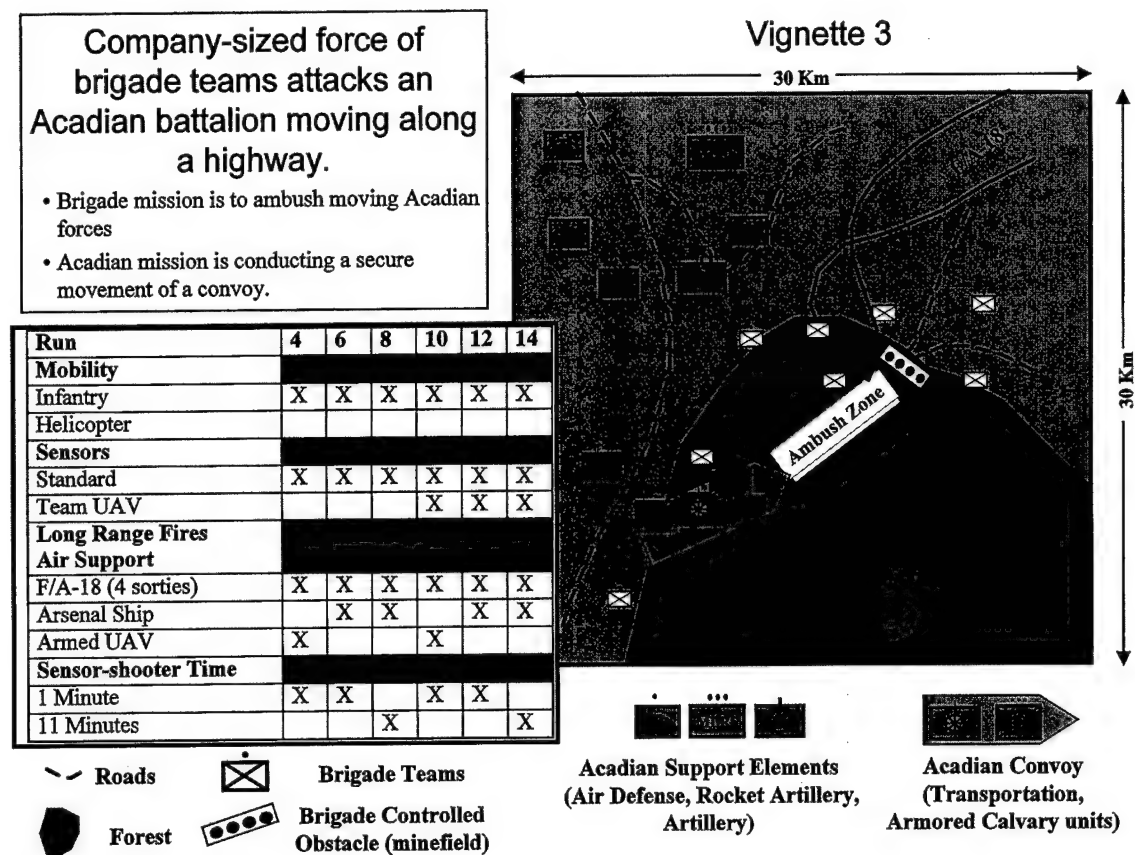 Company-sized force of
brigade teams attacks an
Acadian battalion moving along
a highway.
• Brigade mission is to ambush moving Acadian
forces
• Acadian mission is conducting a secure
movement of a convoy.
Vignette 3
30 Km
30 Km
Ambush Zone
Run 4 6 8 10 12 14
Mobility
Infantry X X X X X X
Helicopter
Sensors
Standard X X X X X X
Team UAV X X X
Long Range Fires
Air Support
F/A-18 (4 sorties) X X X X X X
Arsenal Ship X X X X
Armed UAV X X
Sensor-shooter Time
1 Minute X X X X
11 Minutes X X
Roads
Brigade Teams
Forest
Brigade Controlled
Obstacle (minefield)
Acadian Support Elements
(Air Defense, Rocket Artillery,
Artillery)
Acadian Convoy
(Transportation,
Armored Calvary units)